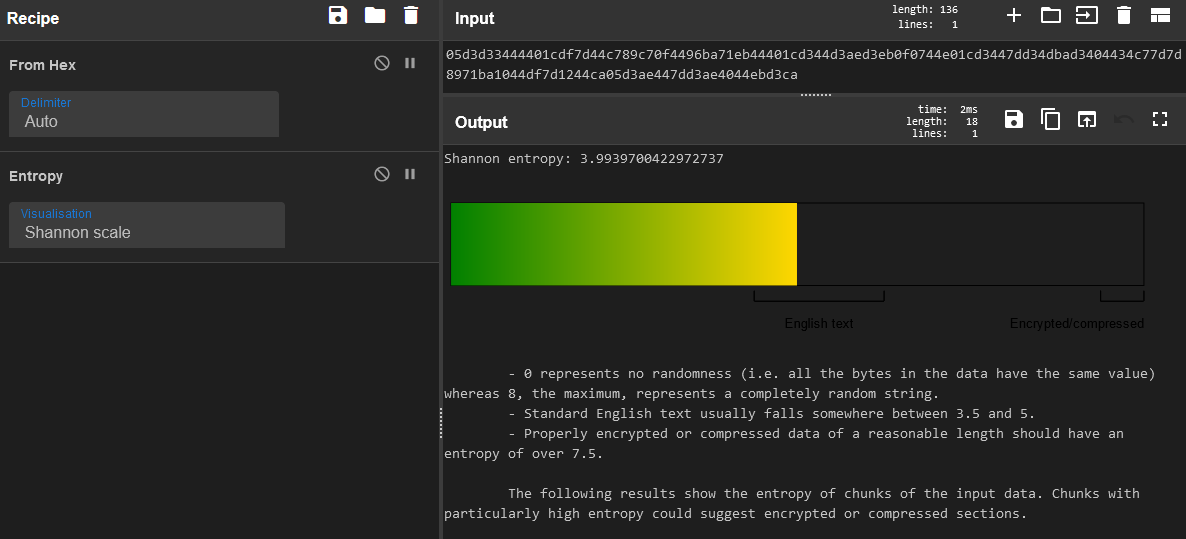 Recipe
From Hex
Delimiter
Auto
Entropy
Visualisation
Shannon scale
Input
length: 136
lines: 1
05d3d33444401cdf7d44c789c70f4496ba71eb44401cd344d3aed3eb0f0744e01cd3447dd34dbad3404434c77d7d
8971ba1044df7d1244ca05d3ae447dd3ae4044ebd3ca
Output
time: 2ms
length: 18
lines: 1
Shannon entropy: 3.9939700422972737
English text
Encrypted/compressed
- 0 represents no randomness (i.e. all the bytes in the data have the same value)
whereas 8, the maximum, represents a completely random string.
- Standard English text usually falls somewhere between 3.5 and 5.
- Properly encrypted or compressed data of a reasonable length should have an
entropy of over 7.5.
The following results show the entropy of chunks of the input data. Chunks with
particularly high entropy could suggest encrypted or compressed sections.